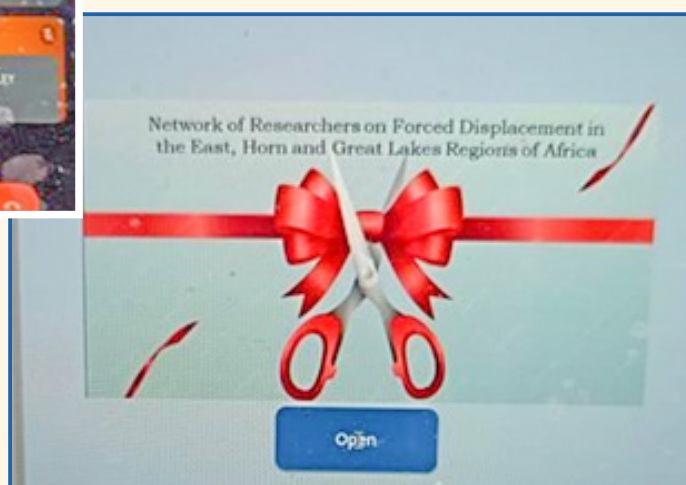 Network of Researchers on Forced Displacement in
the East, Horn and Great Lakes Regions of Africa
Open